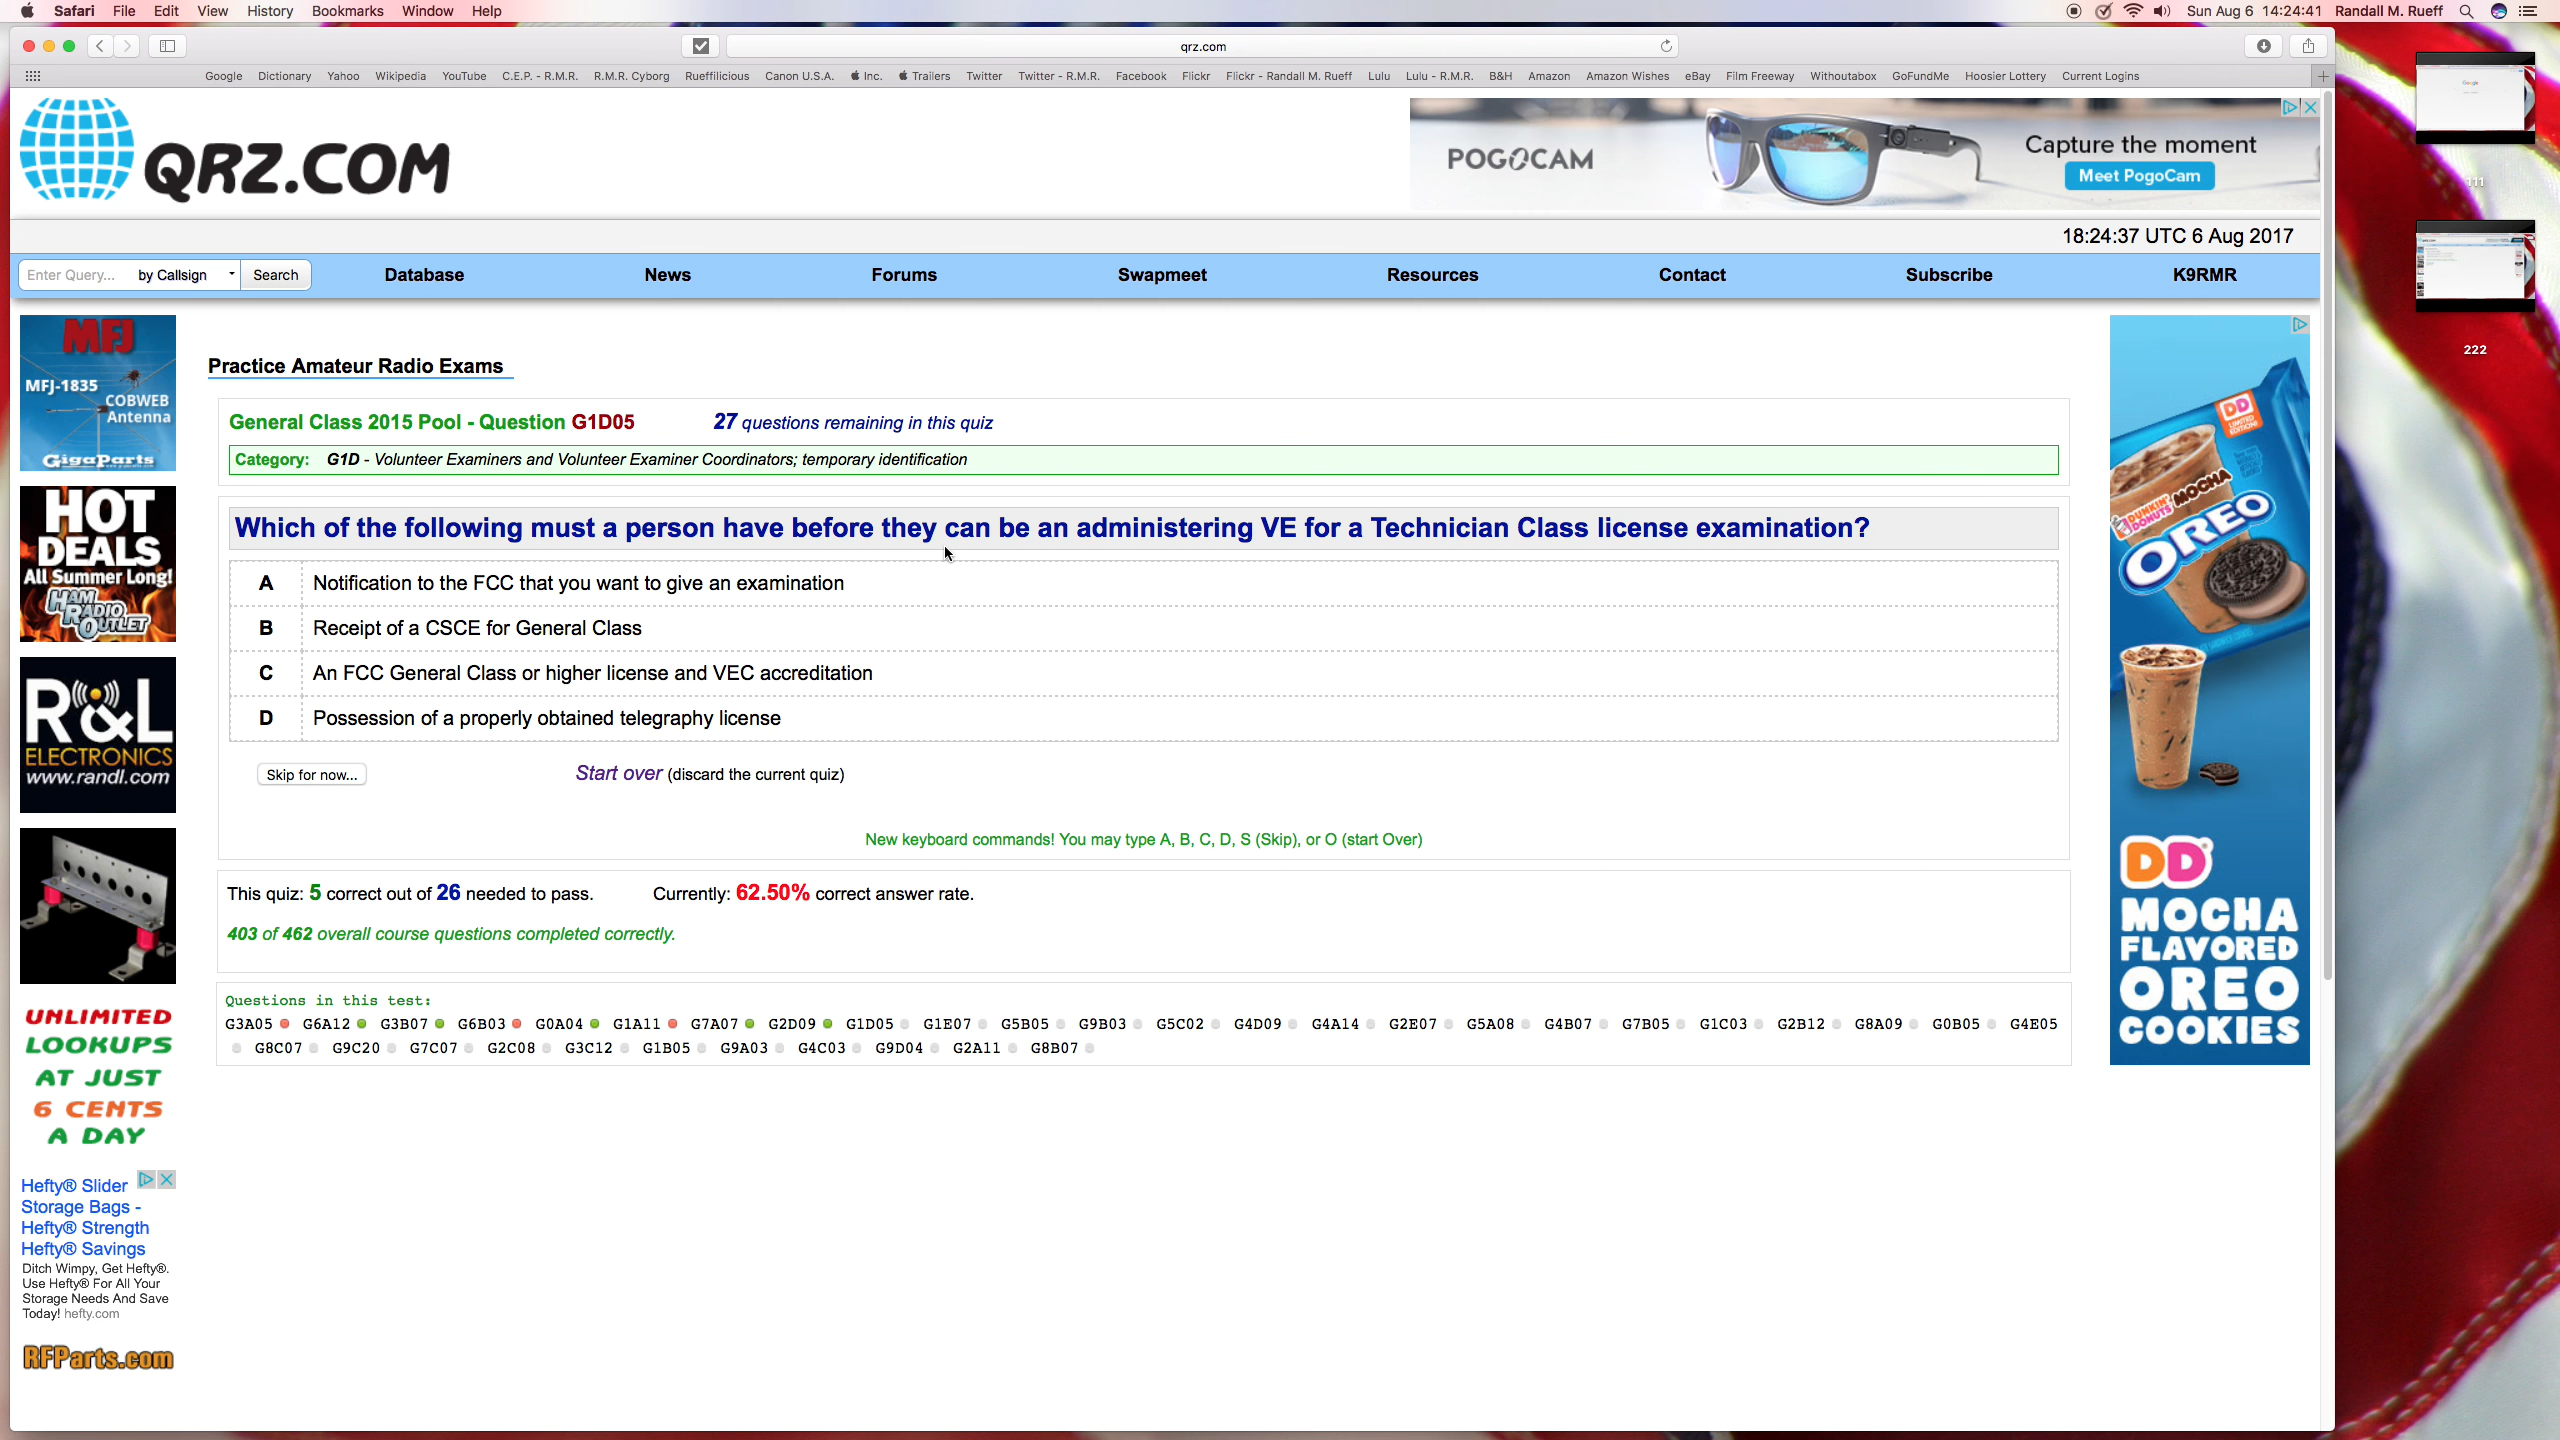 Safari File Edit View History Bookmarks Window Help Sun Aug 6 14:24:41 Randall M. Rueff
qrz.com
Google Dictionary Yahoo Wikipedia YouTube C.E.P. - R.M.R. R.M.R. Cyborg Rueffilicious Canon U.S.A. Inc. Trailers Twitter Twitter - R.M.R. Facebook Flickr Flickr - Randall M. Rueff Lulu Lulu - R.M.R. B&H Amazon Amazon Wishes eBay Film Freeway Withoutabox GoFundMe Hoosier Lottery Current Logins
QRZ.COM
POGOCAM
Capture the moment
Meet PogoCam
18:24:37 UTC 6 Aug 2017
Enter Query... by Callsign Search Database News Forums Swapmeet Resources Contact Subscribe K9RMR
111
222
MFJ
MFJ-1835
COBWEB
Antenna
GigaParts
HOT
DEALS
All Summer Long!
HAM
RADIO
OUTLET
R&L
ELECTRONICS
www.randl.com
UNLIMITED
LOOKUPS
AT JUST
6 CENTS
A DAY
Hefty® Slider
Storage Bags -
Hefty® Strength
Hefty® Savings
Ditch Wimpy, Get Hefty®.
Use Hefty® For All Your
Storage Needs And Save
Today! hefty.com
RFParts.com
Practice Amateur Radio Exams
General Class 2015 Pool - Question G1D05 27 questions remaining in this quiz
Category: G1D - Volunteer Examiners and Volunteer Examiner Coordinators; temporary identification
Which of the following must a person have before they can be an administering VE for a Technician Class license examination?
A Notification to the FCC that you want to give an examination
B Receipt of a CSCE for General Class
C An FCC General Class or higher license and VEC accreditation
D Possession of a properly obtained telegraphy license
Skip for now... Start over (discard the current quiz)
New keyboard commands! You may type A, B, C, D, S (Skip), or O (start Over)
This quiz: 5 correct out of 26 needed to pass. Currently: 62.50% correct answer rate.
403 of 462 overall course questions completed correctly.
Questions in this test:
G3A05 G6A12 G3B07 G6B03 G0A04 G1A11 G7A07 G2D09 G1D05 G1E07 G5B05 G9B03 G5C02 G4D09 G4A14 G2E07 G5A08 G4B07 G7B05 G1C03 G2B12 G8A09 G0B05 G4E05
G8C07 G9C20 G7C07 G2C08 G3C12 G1B05 G9A03 G4C03 G9D04 G2A11 G8B07
DD
LIMITED
EDITION!
DUNKIN' DONUTS MOCHA
OREO
DD
MOCHA
FLAVORED
OREO
COOKIES